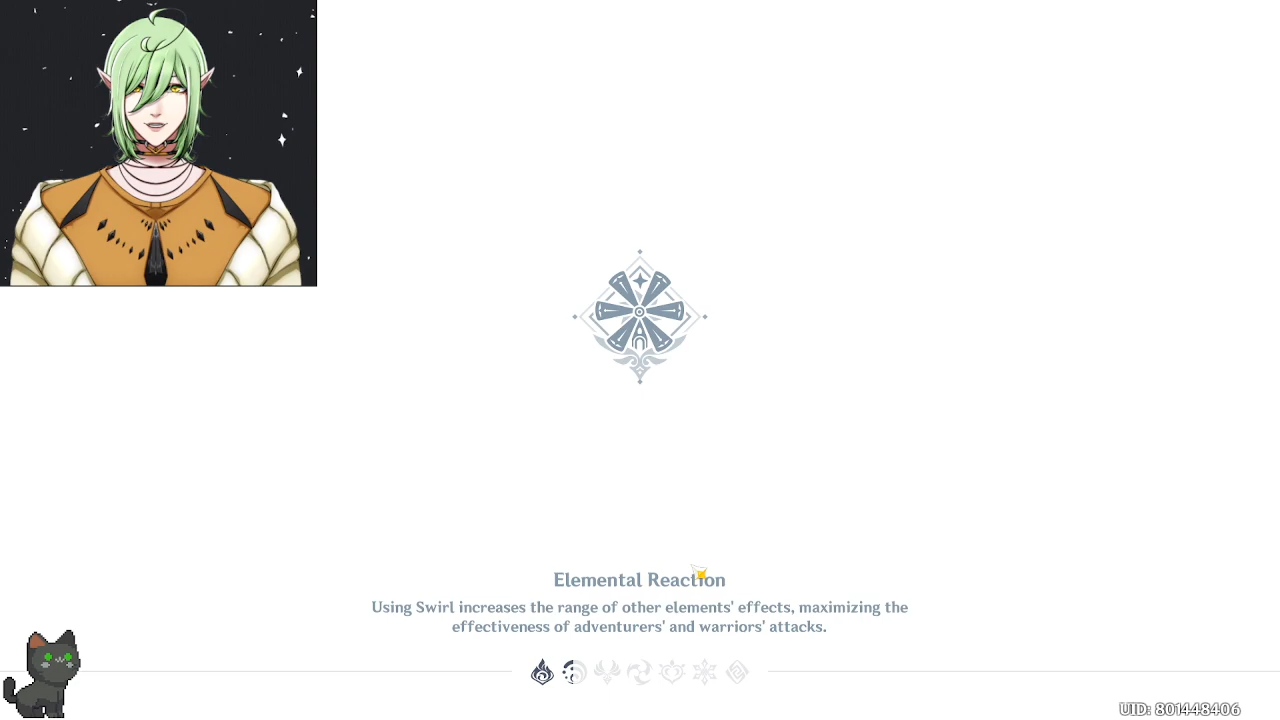 Elemental Reaction
Using Swirl increases the range of other elements' effects, maximizing the
effectiveness of adventurers' and warriors' attacks.
UID: 801448406